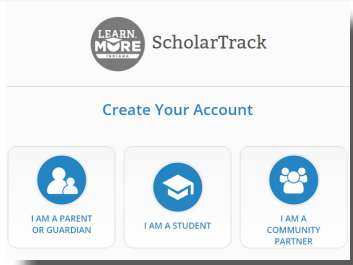 LEARN
MORE
INDIANA
ScholarTrack
Create Your Account
I AM A PARENT
OR GUARDIAN
I AM A STUDENT
I AM A
COMMUNITY
PARTNER